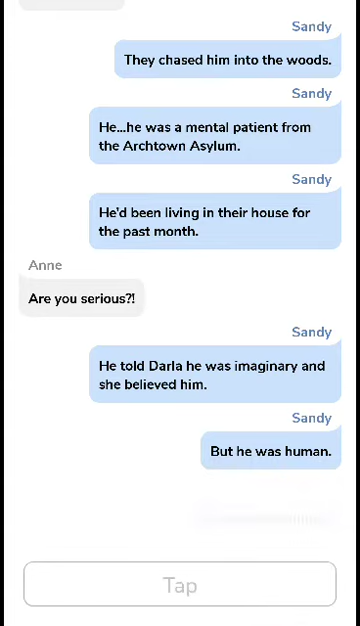 Sandy
They chased him into the woods.
Sandy
He...he was a mental patient from
the Archtown Asylum.
Sandy
He'd been living in their house for
the past month.
Anne
Are you serious?!
Sandy
He told Darla he was imaginary and
she believed him.
Sandy
But he was human.
Tap